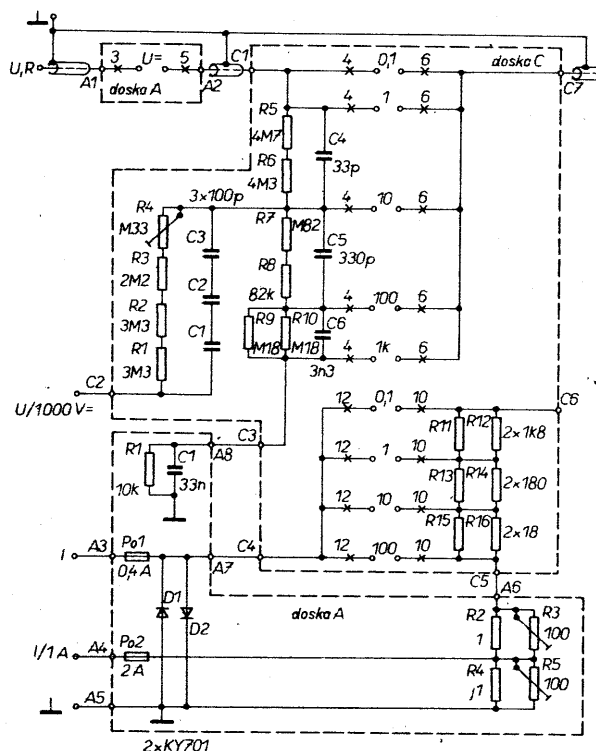 U,R
A1
3
U=
5
A2
C1
doska A
doska C
C7
4 0,1 6
4 1 6
R5
4M7
C4
33p
R6
4M3
3×100p
4 10 6
R4
M33
R7
M82
C3
R3
2M2
C5
330p
R8
82k
C2
R2
3M3
4 100 6
R9
M18
R10
M18
C6
3n3
C1
R1
3M3
4 1k 6
C2
U/1000 V=
C6
12 0,1 10
R11
R12
2×1k8
C3
A8
R1
10k
C1
33n
12 1 10
R13
R14
2×180
12 10 10
R15
R16
2×18
I
A3
Po1
0,4 A
A7
C4
12 100 10
C5
A6
D1
D2
doska A
R2
1
R3
100
I/1 A
A4
Po2
2 A
R4
j1
R5
100
A5
2×KY701